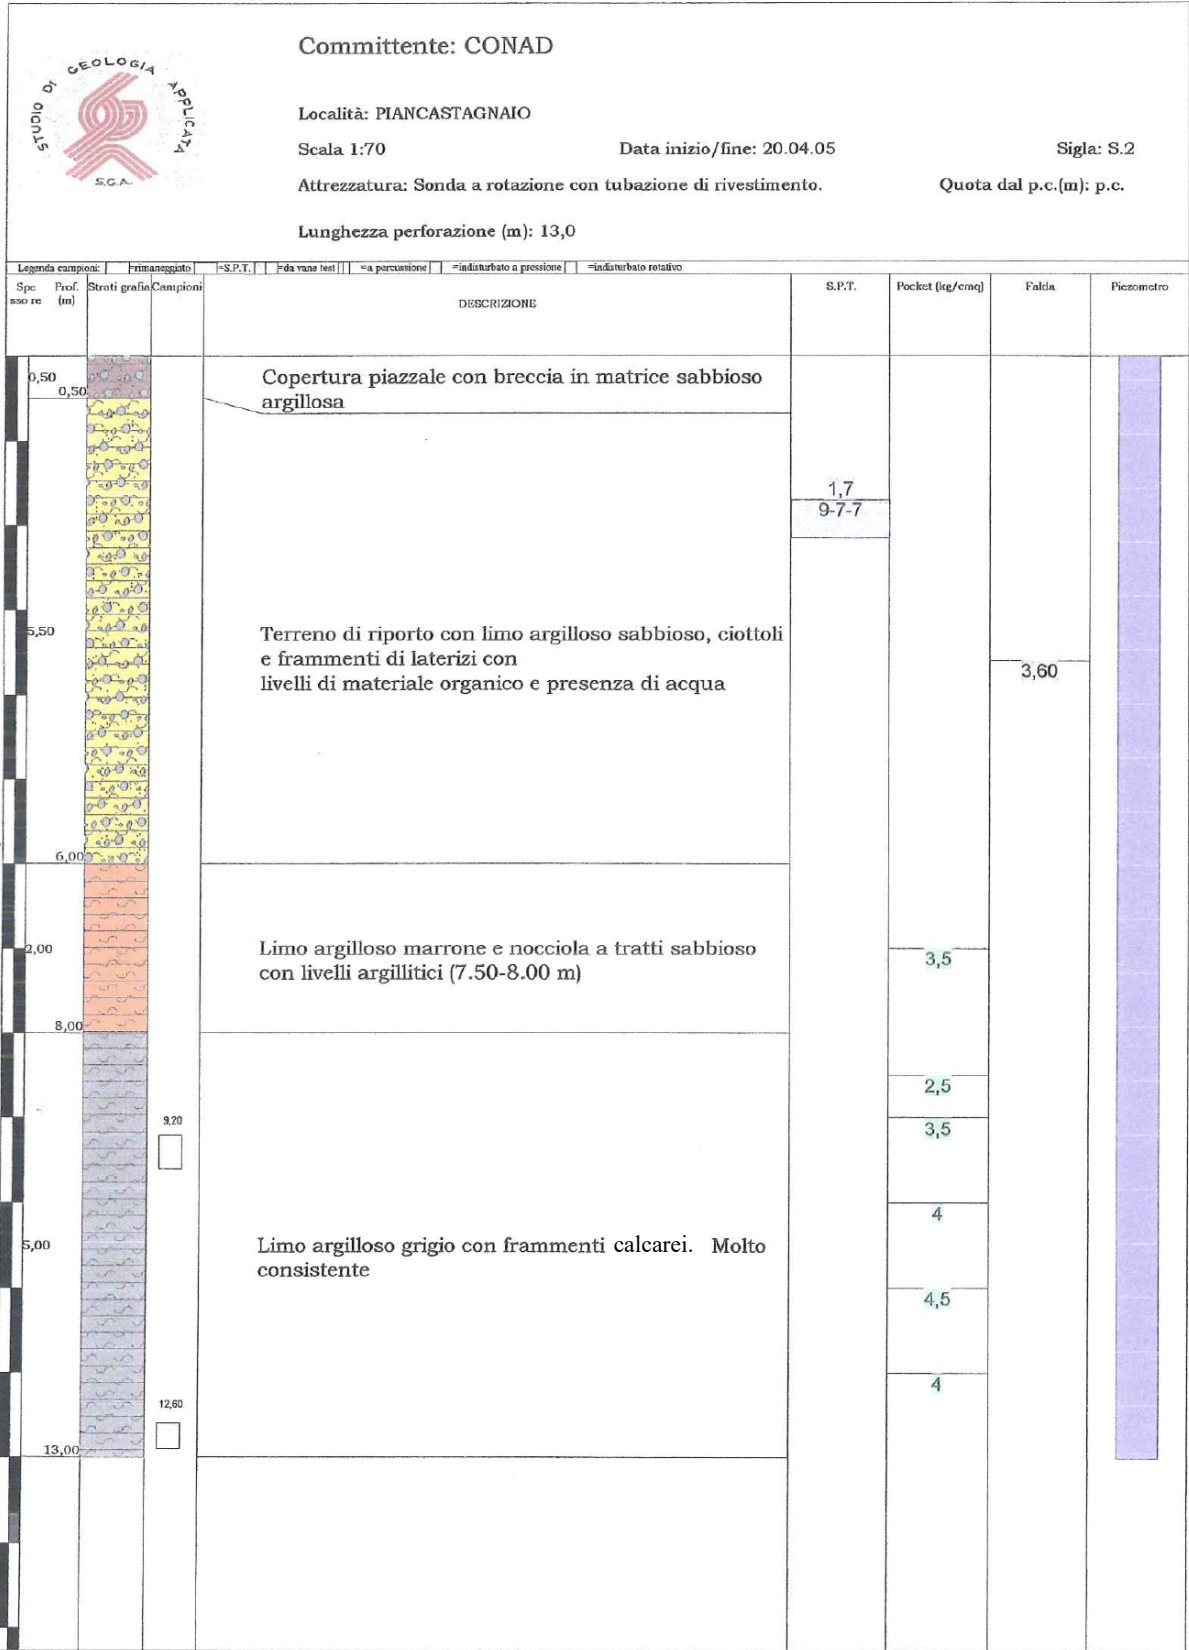 Committente: CONAD
STUDIO DI GEOLOGIA APPLICATA
S.G.A.
Località: PIANCASTAGNAIO
Scala 1:70 Data inizio/fine: 20.04.05 Sigla: S.2
Attrezzatura: Sonda a rotazione con tubazione di rivestimento. Quota dal p.c.(m): p.c.
Lunghezza perforazione (m): 13,0
Legenda campioni: =rimaneggiato =S.P.T. =da vane test =a percussione =indisturbato a pressione =indisturbato rotativo
Spe Prof. Strati grafia Campioni S.P.T. Pocket (kg/cmq) Falda Piezometro
sso re (m) DESCRIZIONE
0,50 Copertura piazzale con breccia in matrice sabbioso
0,50 argillosa
1,7
9-7-7
5,50 Terreno di riporto con limo argilloso sabbioso, ciottoli
e frammenti di laterizi con
3,60
livelli di materiale organico e presenza di acqua
6,00
2,00 Limo argilloso marrone e nocciola a tratti sabbioso
3,5
con livelli argillitici (7.50-8.00 m)
8,00
2,5
9,20
3,5
4
5,00 Limo argilloso grigio con frammenti calcarei. Molto
consistente
4,5
4
12,60
13,00